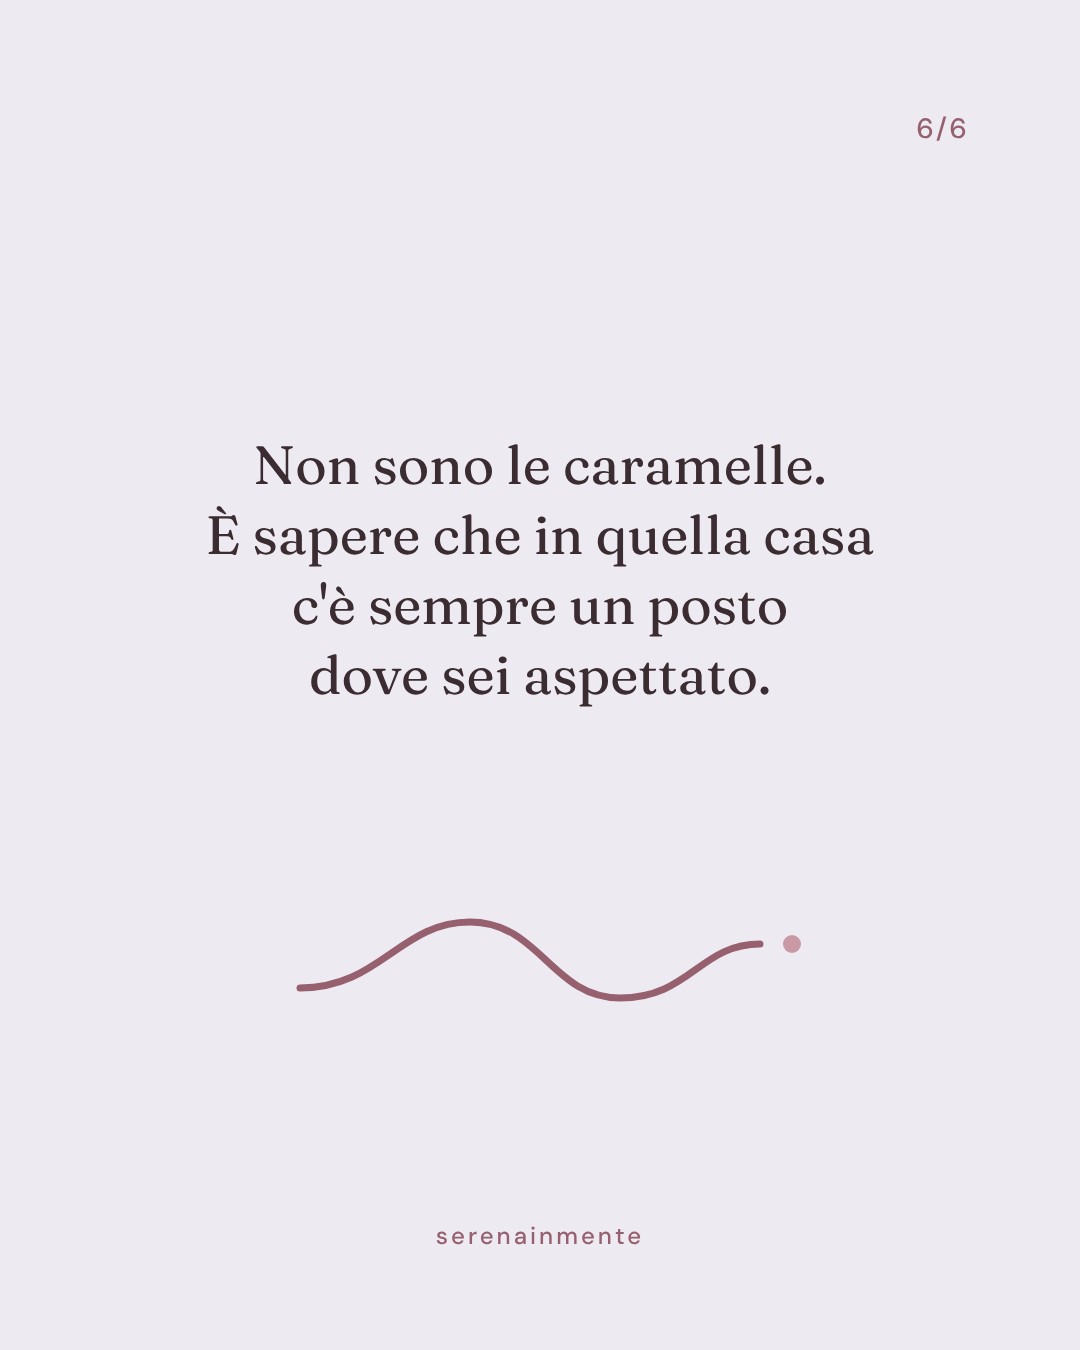 6/6
Non sono le caramelle.
È sapere che in quella casa
c'è sempre un posto
dove sei aspettato.
serenainmente